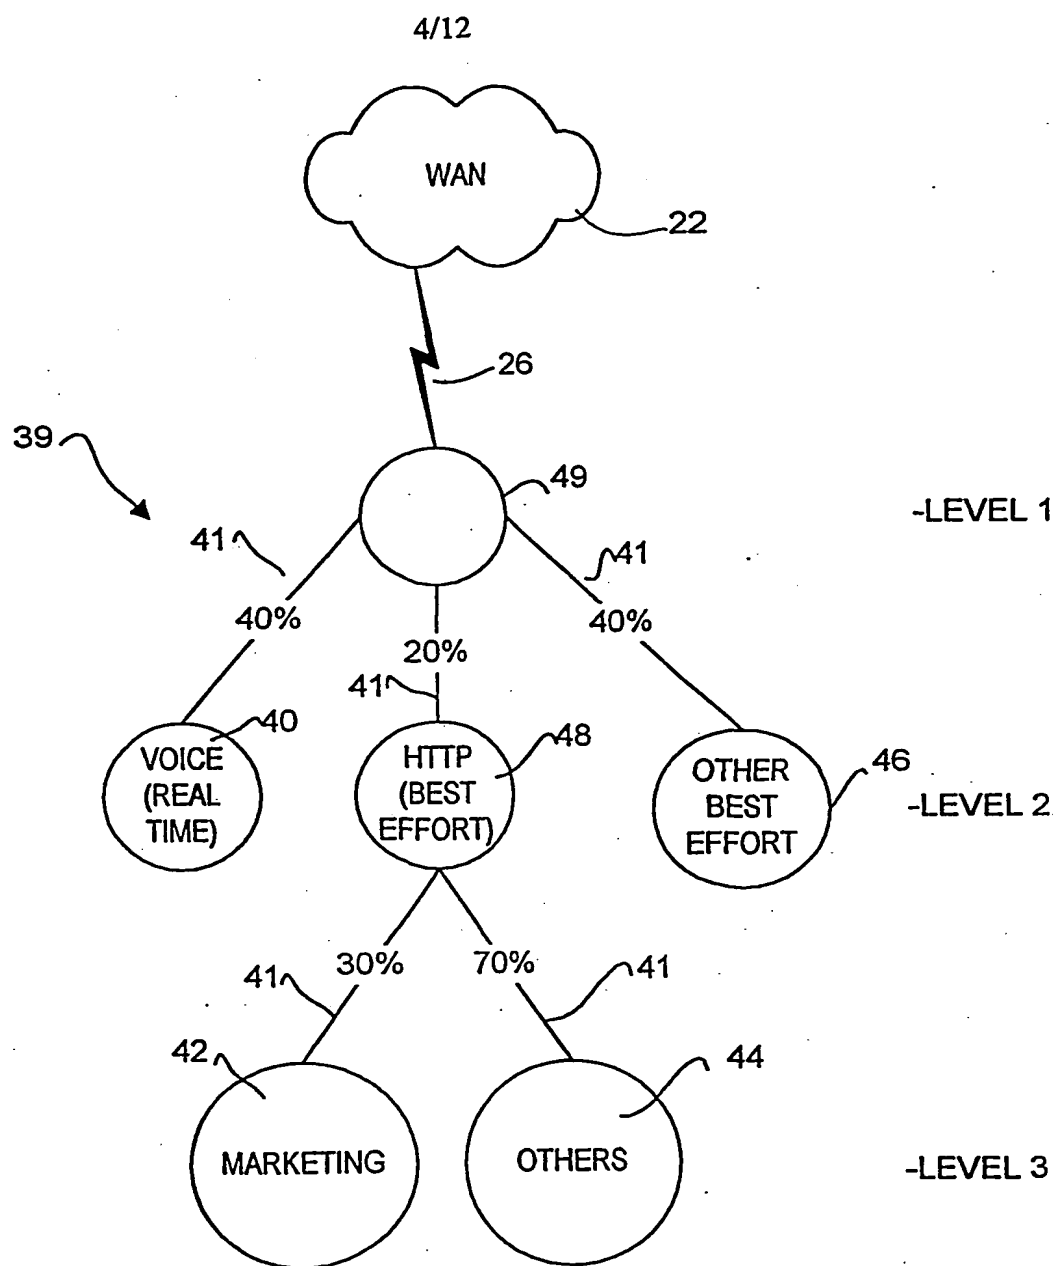 4/12
WAN
22
26
39
49
-LEVEL 1
41
41
40%
40%
20%
41
40
48
46
VOICE
(REAL
TIME)
HTTP
(BEST
EFFORT)
OTHER
BEST
EFFORT
-LEVEL 2
30%
70%
41
41
42
44
MARKETING
OTHERS
-LEVEL 3